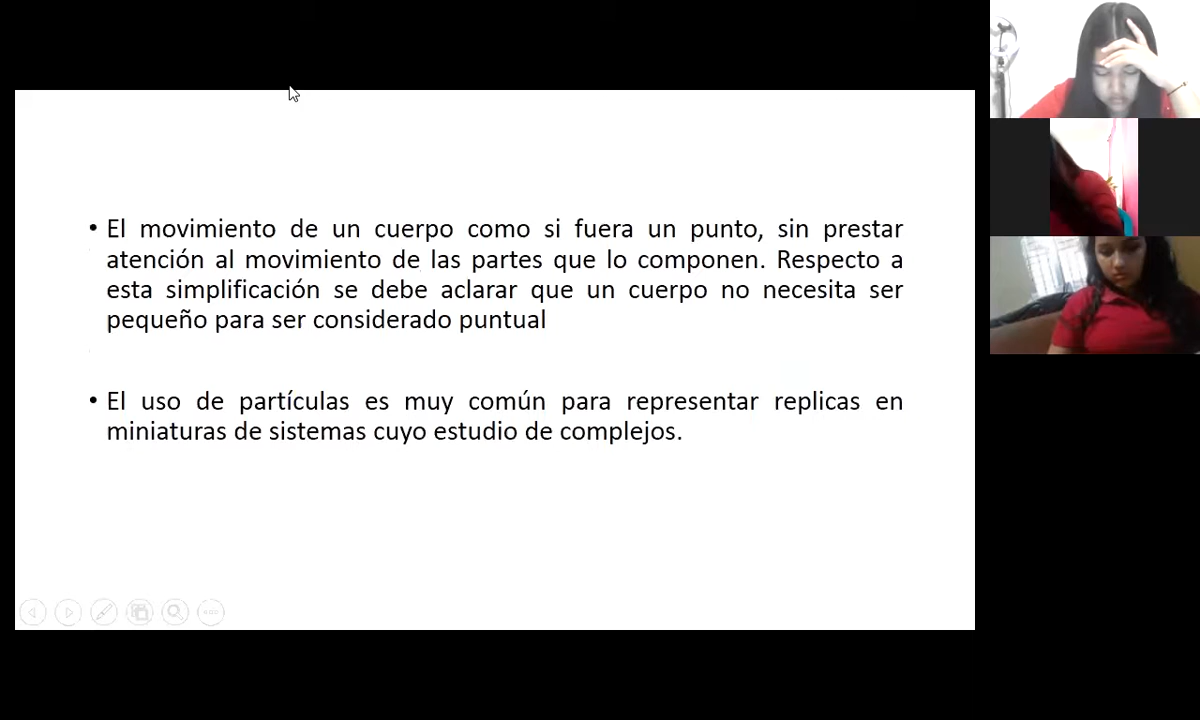 • El movimiento de un cuerpo como si fuera un punto, sin prestar
atención al movimiento de las partes que lo componen. Respecto a
esta simplificación se debe aclarar que un cuerpo no necesita ser
pequeño para ser considerado puntual
• El uso de partículas es muy común para representar replicas en
miniaturas de sistemas cuyo estudio de complejos.